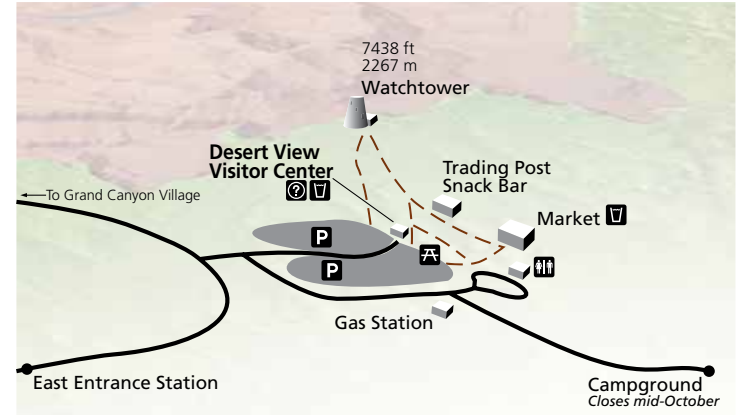 7438 ft
2267 m
Watchtower
Desert View
Visitor Center
?
Trading Post
Snack Bar
←To Grand Canyon Village
Market
P
P
Gas Station
East Entrance Station
Campground
Closes mid-October